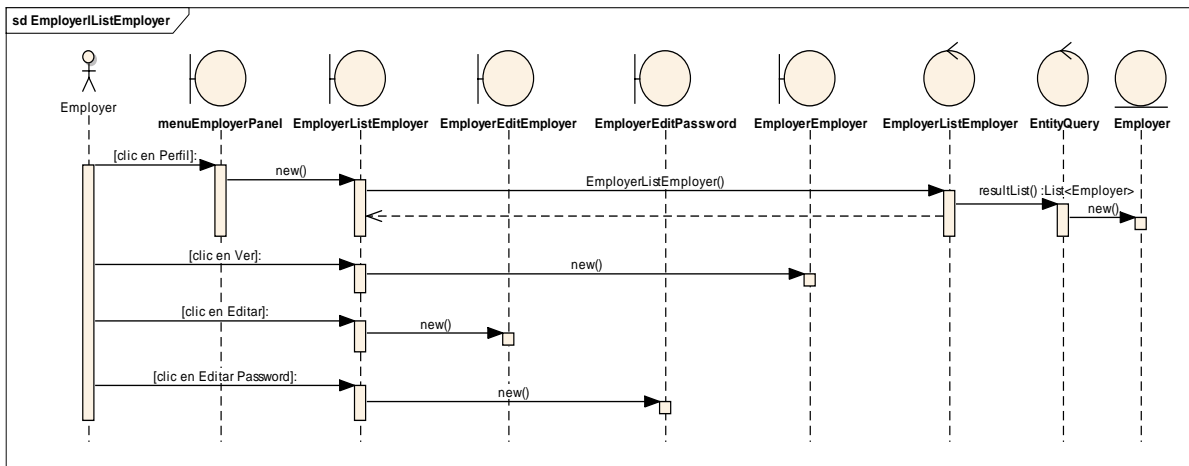 sd EmployerlListEmployer
Employer
menuEmployerPanel
EmployerListEmployer
EmployerEditEmployer
EmployerEditPassword
EmployerEmployer
EmployerListEmployer
EntityQuery
Employer
[clic en Perfil]:
new()
EmployerListEmployer()
resultList() :List<Employer>
new()
[clic en Ver]:
new()
[clic en Editar]:
new()
[clic en Editar Password]:
new()